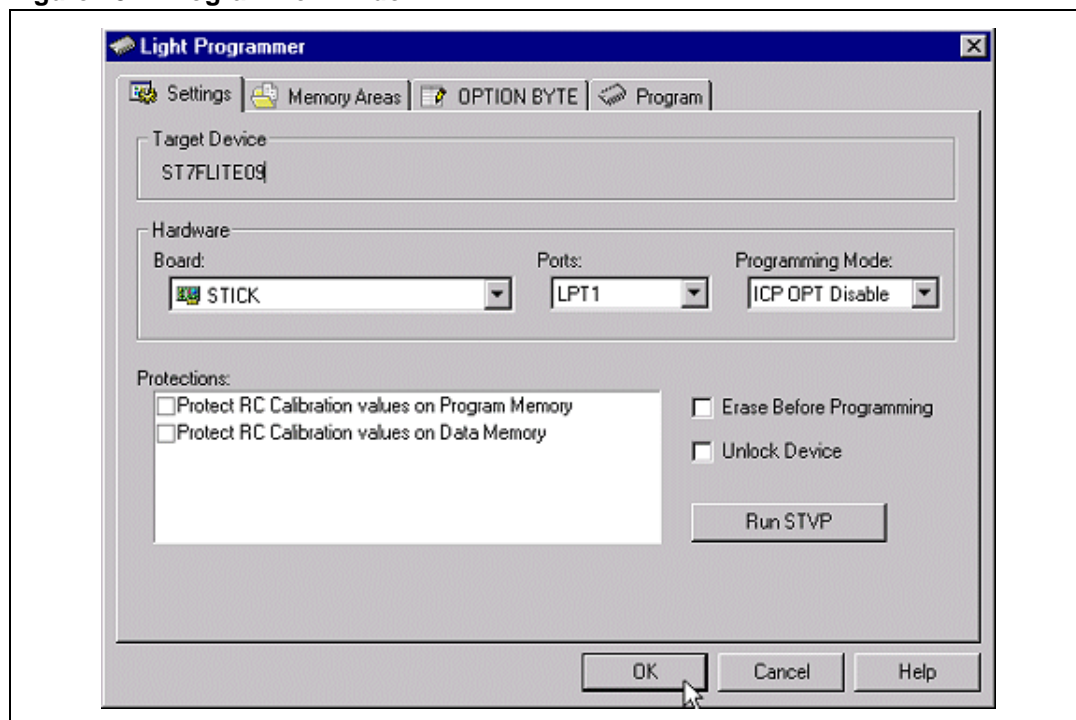 Light Programmer
Settings Memory Areas OPTION BYTE Program
Target Device
ST7FLITE09
Hardware
Board: Ports: Programming Mode:
STICK LPT1 ICP OPT Disable
Protections:
Protect RC Calibration values on Program Memory
Protect RC Calibration values on Data Memory
Erase Before Programming
Unlock Device
Run STVP
OK Cancel Help